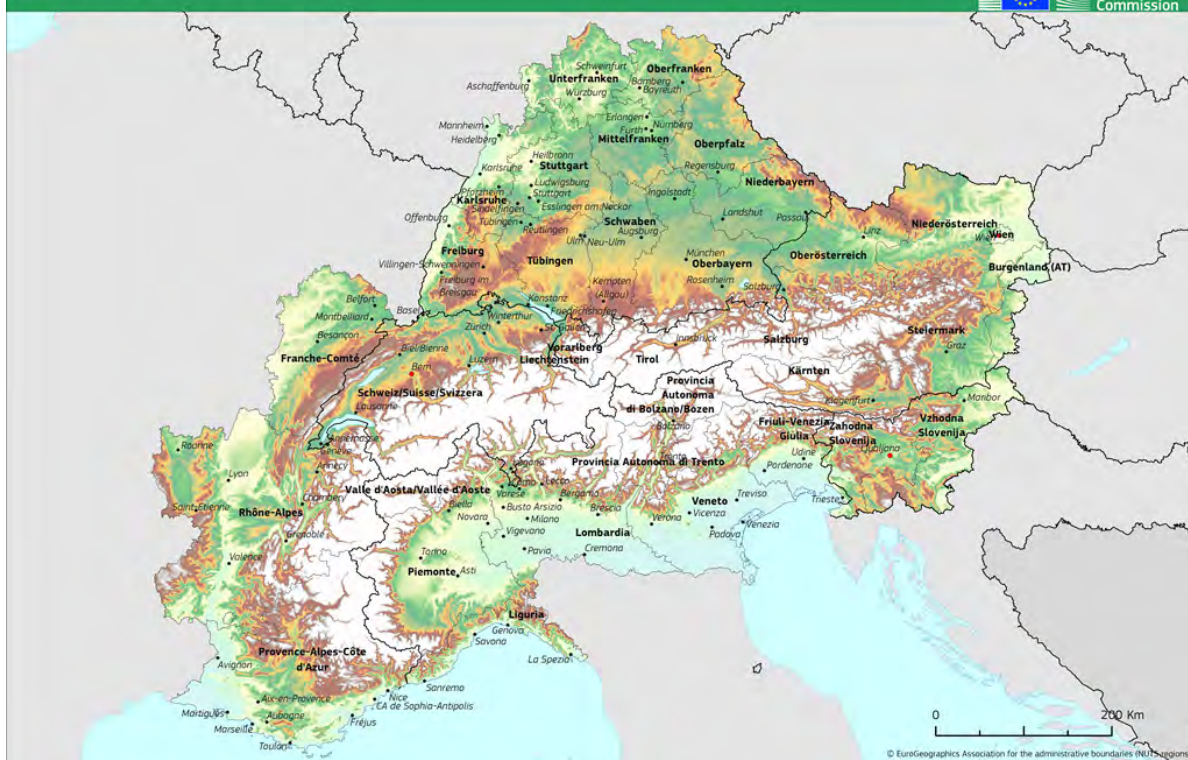 Commission
Schweinfurt
Oberfranken
Unterfranken
Bamberg
Aschaffenburg
Bayreuth
Würzburg
Erlangen
Mannheim
Fürth
Nürnberg
Heidelberg
Mittelfranken
Oberpfalz
Heilbronn
Karlsruhe
Stuttgart
Regensburg
Ludwigsburg
Niederbayern
Pforzheim
Stuttgart
Ingolstadt
Karlsruhe
Sindelfingen
Esslingen am Neckar
Offenburg
Tübingen
Reutlingen
Schwaben
Landshut
Passau
Niederösterreich
Augsburg
Linz
Wien
Wien
Ulm
Neu-Ulm
Freiburg
München
Oberösterreich
Villingen-Schwenningen
Tübingen
Oberbayern
Burgenland (AT)
Freiburg im
Breisgau
Kempten
(Allgäu)
Rosenheim
Salzburg
Belfort
Konstanz
Basel
Friedrichshafen
Montbelliard
Winterthur
Besançon
Zürich
St. Gallen
Steiermark
Salzburg
Innsbruck
Graz
Franche-Comté
Biel/Bienne
Vorarlberg
Liechtenstein
Tirol
Luzern
Bern
Kärnten
Schweiz/Suisse/Svizzera
Provincia
Autonoma
di Bolzano/Bozen
Klagenfurt
Maribor
Lausanne
Bolzano
Friuli-Venezia
Giulia
Zahodna
Slovenija
Vzhodna
Slovenija
Roanne
Annemasse
Genève
Ljubljana
Udine
Trento
Provincia Autonoma di Trento
Lyon
Annecy
Lecco
Pordenone
Chambéry
Valle d'Aosta/Vallée d'Aoste
Varese
Bergamo
Trieste
Treviso
Veneto
Saint-Etienne
Rhône-Alpes
Biella
Busto Arsizio
Brescia
Vicenza
Novara
Milano
Verona
Venezia
Grenoble
Vigevano
Lombardia
Padova
Valence
Torino
Pavia
Cremona
Piemonte
Asti
Liguria
Genova
Savona
Provence-Alpes-Côte
d'Azur
La Spezia
Avignon
Sanremo
Nice
Aix-en-Provence
CA de Sophia-Antipolis
Martigues
Aubagne
Fréjus
Marseille
Toulon
0
200 Km
© EuroGeographics Association for the administrative boundaries (NUTS regions